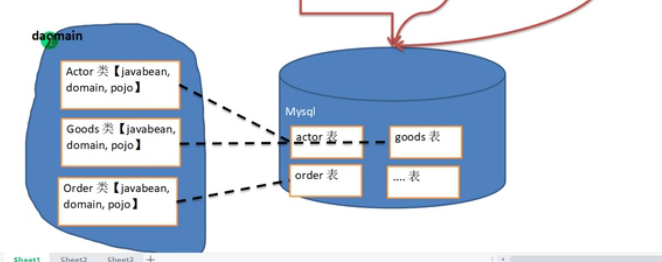 daomain
Actor 类【javabean,
domain, pojo】
Goods 类【javabean,
domain, pojo】
Order 类【javabean,
domain, pojo】
Mysql
actor 表
goods 表
order 表
.... 表
Sheet1 Sheet2 Sheet3 +